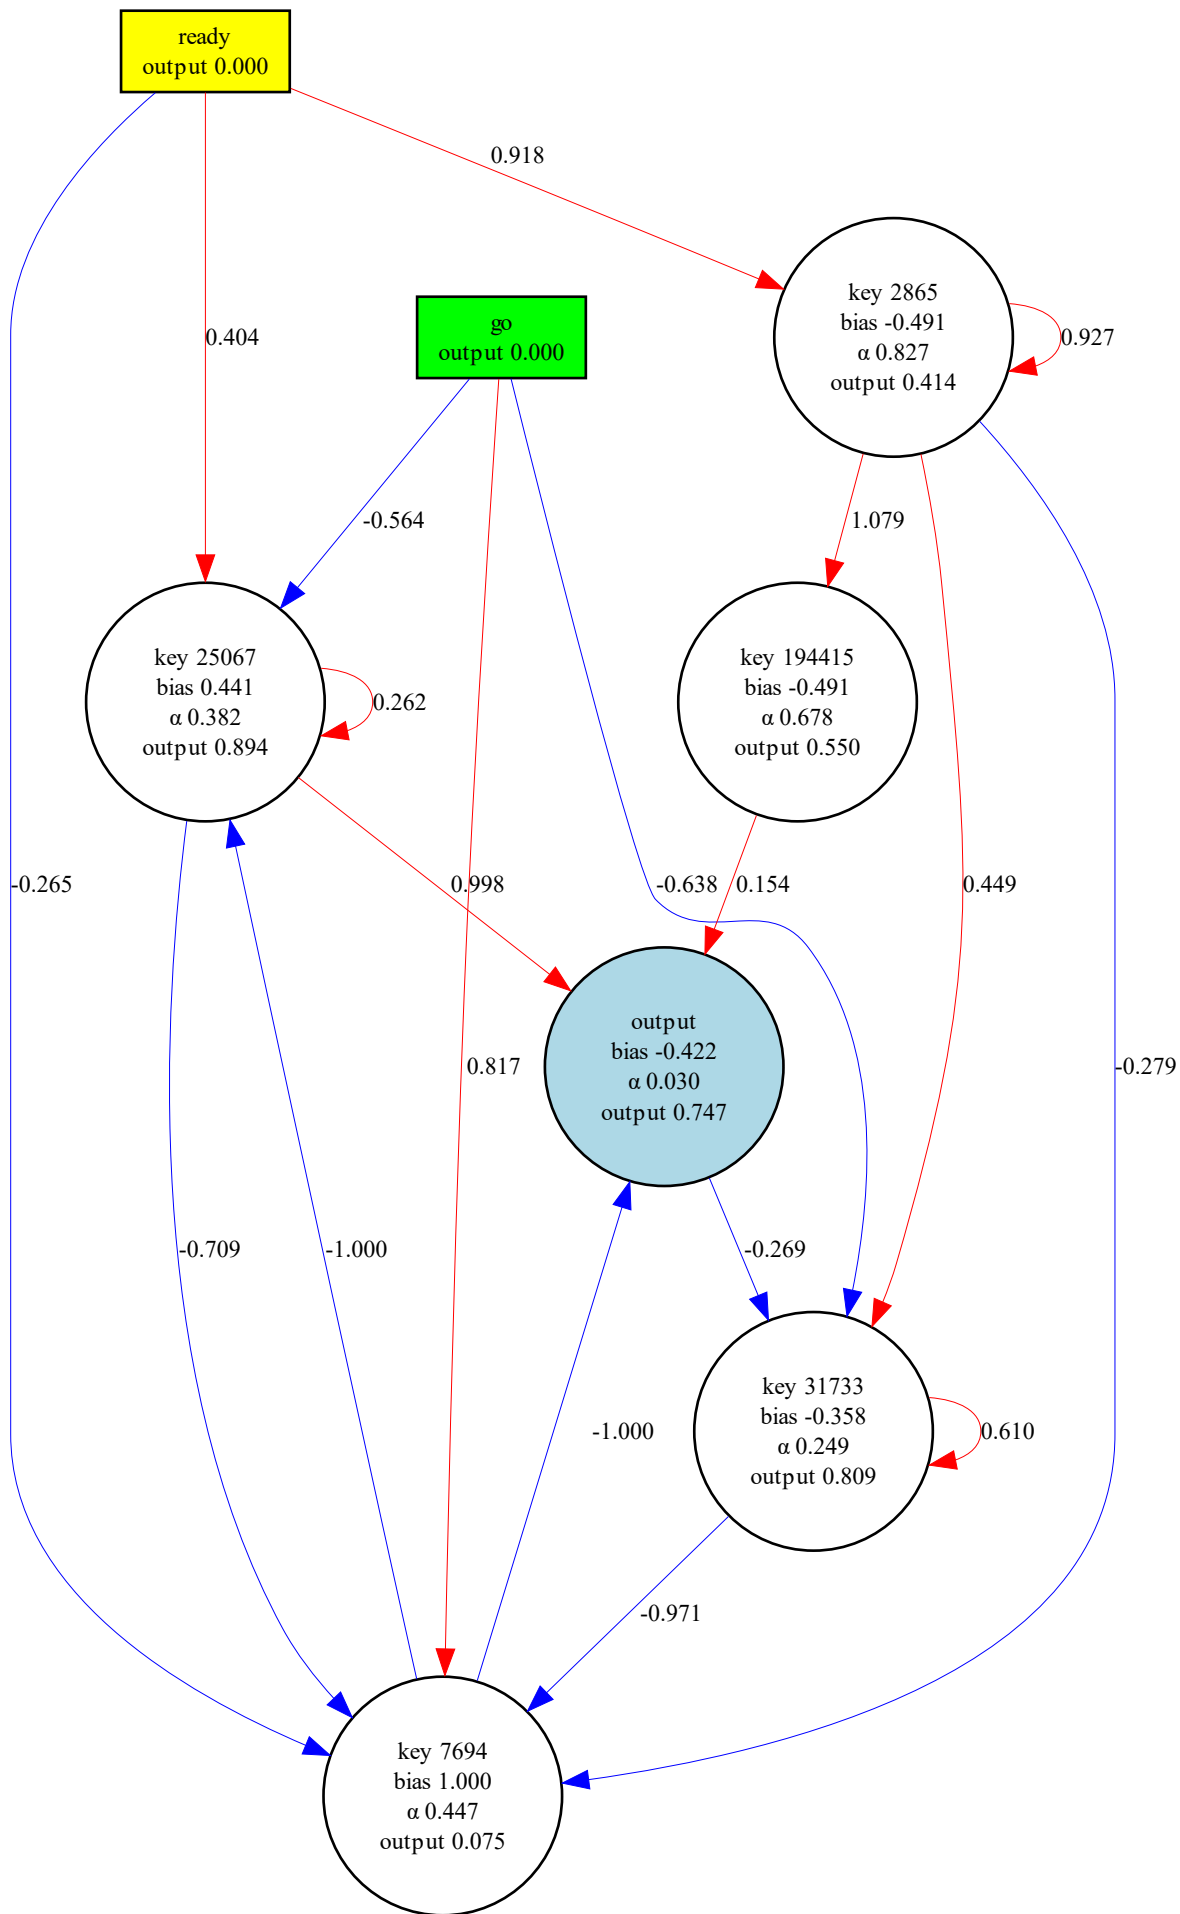 ready
output 0.000
0.918
key 2865
bias -0.491
α 0.827
output 0.414
0.927
go
output 0.000
0.404
-0.564
1.079
key 25067
bias 0.441
α 0.382
output 0.894
0.262
key 194415
bias -0.491
α 0.678
output 0.550
-0.265
0.998
-0.638
0.154
0.449
output
bias -0.422
α 0.030
output 0.747
0.817
-0.279
-0.709
-1.000
-0.269
key 31733
bias -0.358
α 0.249
output 0.809
-1.000
0.610
-0.971
key 7694
bias 1.000
α 0.447
output 0.075